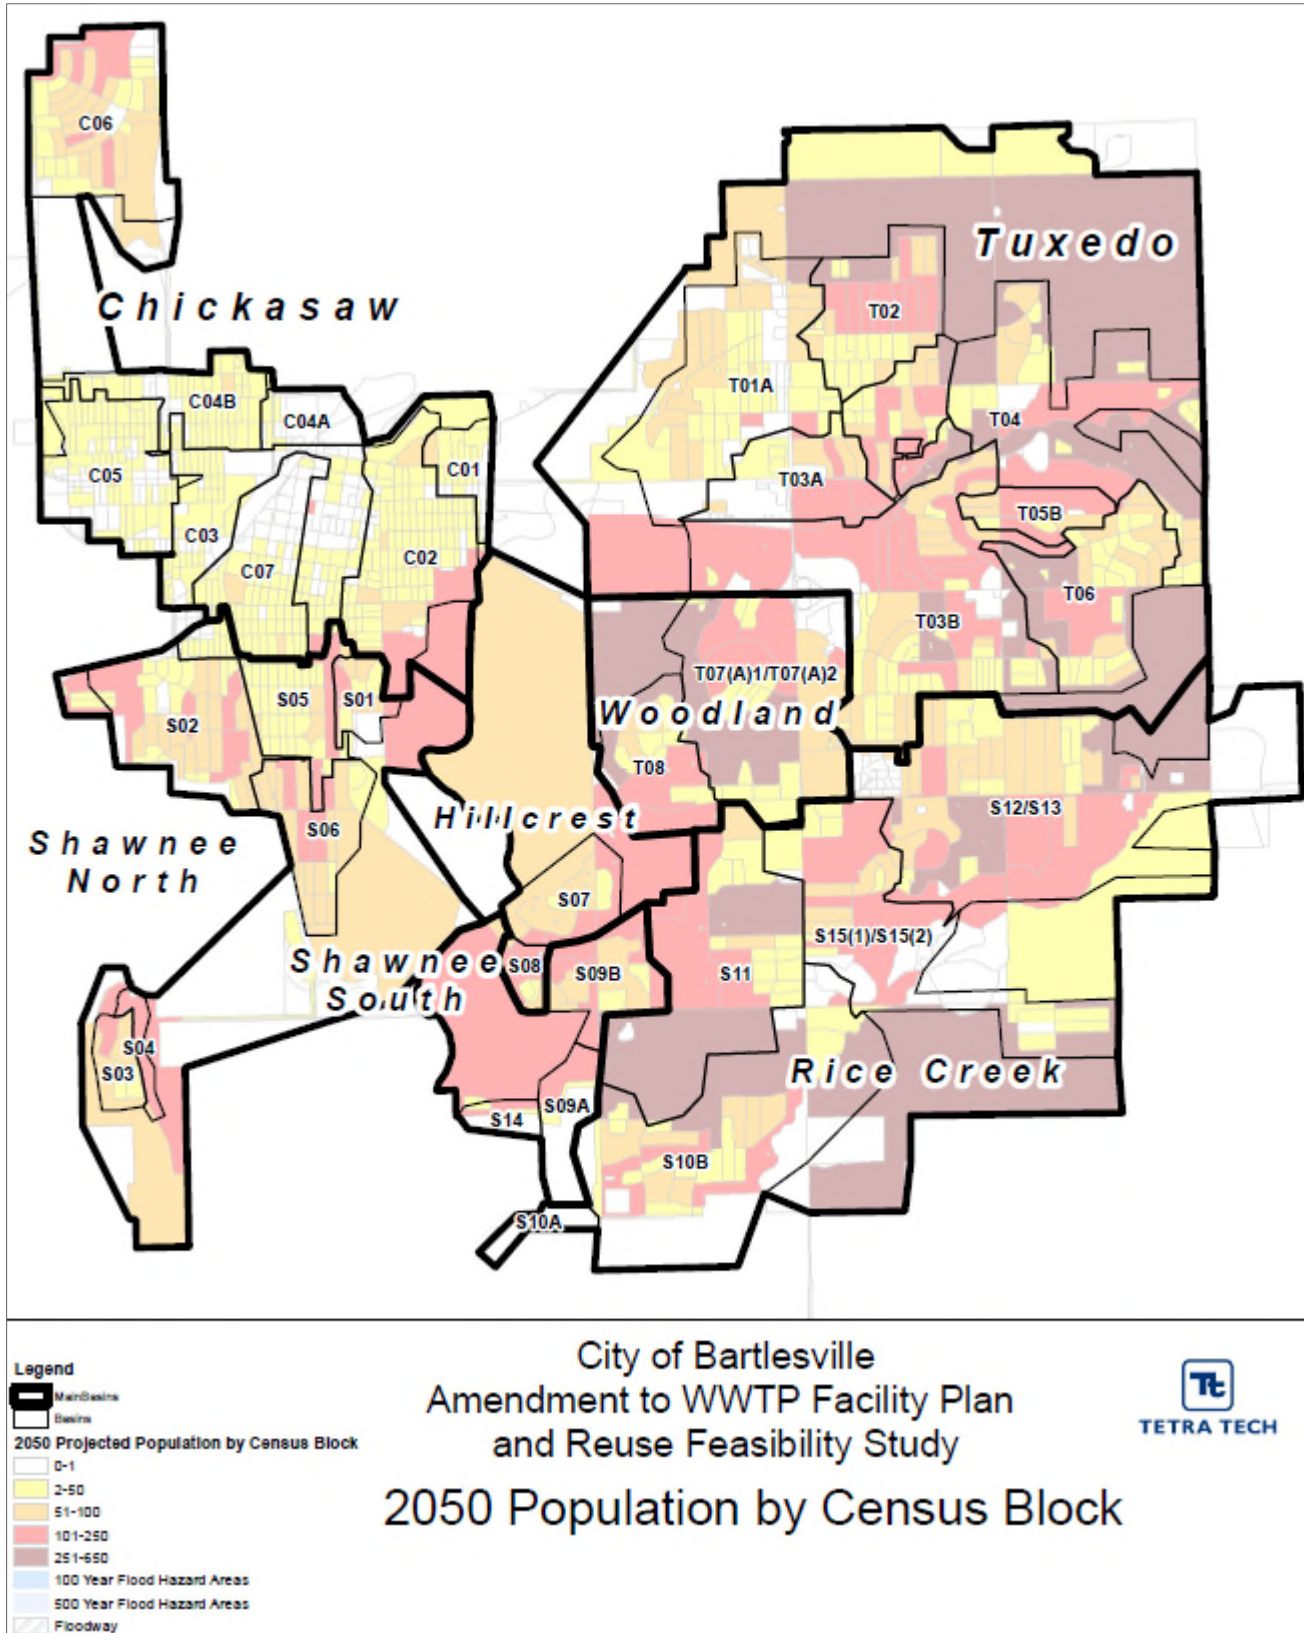 C06
Tuxedo
Chickasaw
T02
T01A
C04B
C04A
T04
C01
C05
T03A
T05B
C03
C02
C07
T06
T03B
T07(A)1/T07(A)2
S05
S01
S02
Woodland
T08
S12/S13
Hillcrest
S06
Shawnee
North
S07
S15(1)/S15(2)
Shawnee
South
S08
S09B
S11
S04
S03
Rice Creek
S09A
S14
S10B
S10A
Legend
MainBasins
Basins
2050 Projected Population by Census Block
0-1
2-50
51-100
101-250
251-650
100 Year Flood Hazard Areas
500 Year Flood Hazard Areas
Floodway
City of Bartlesville
Amendment to WWTP Facility Plan
and Reuse Feasibility Study
2050 Population by Census Block
Tt
TETRA TECH